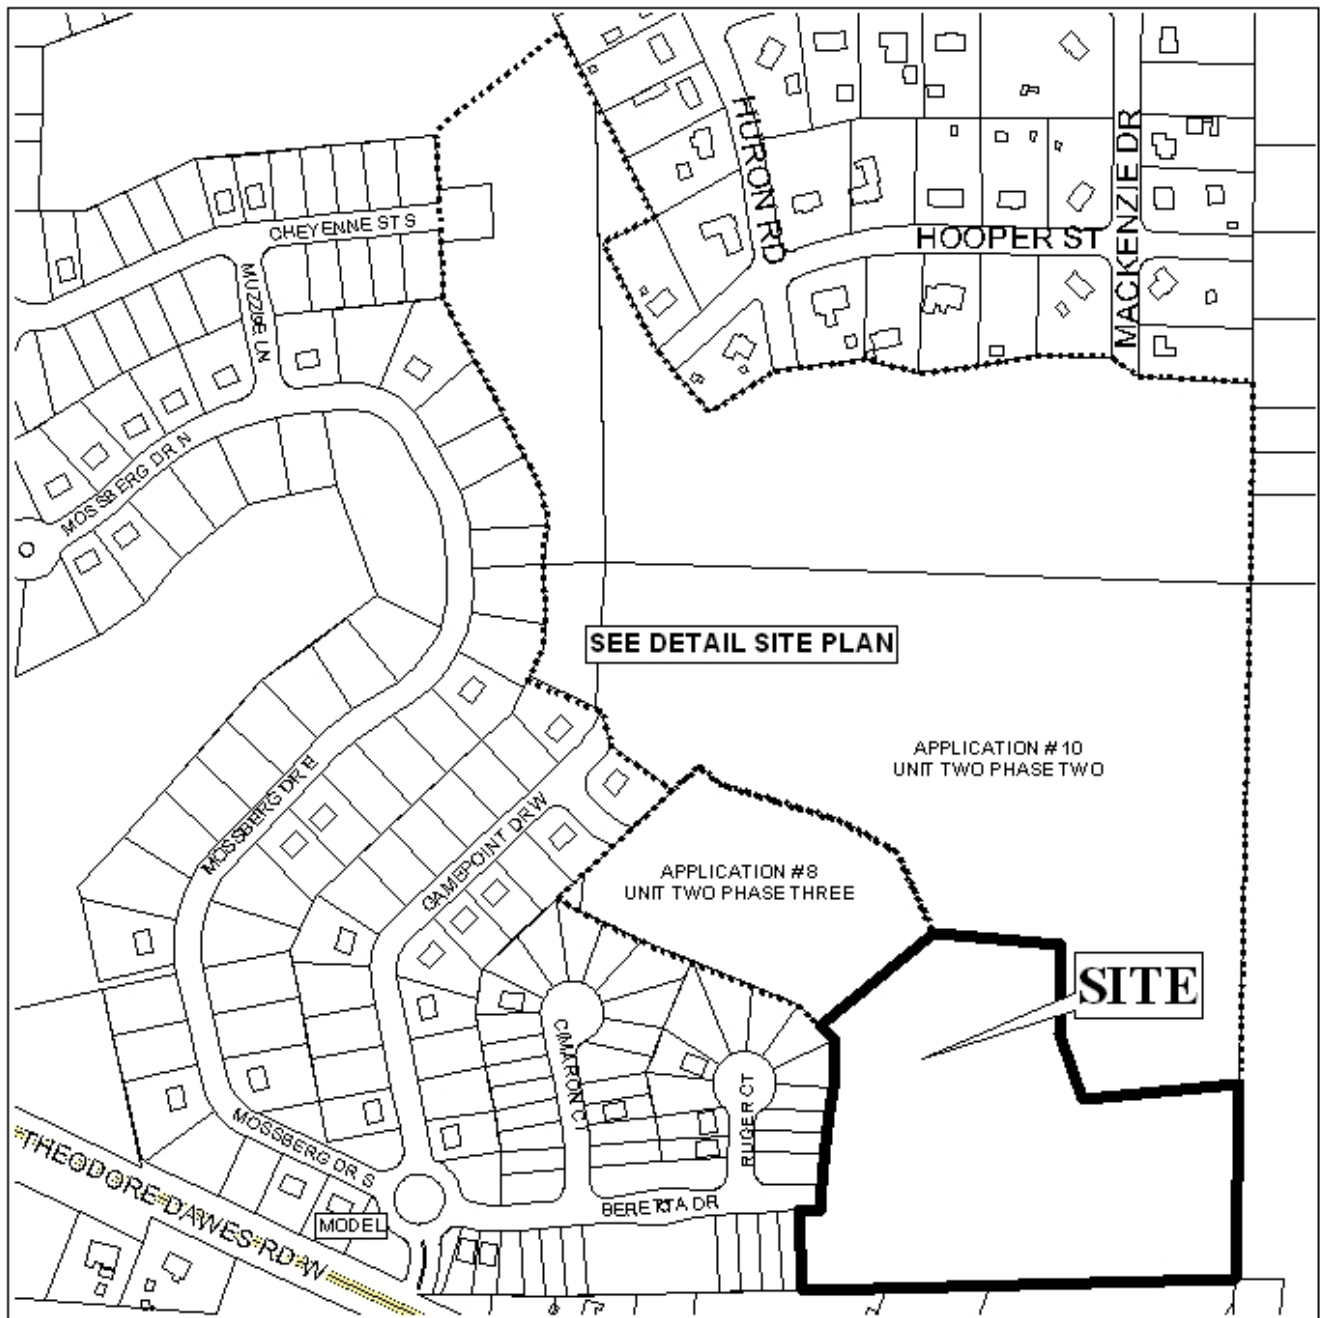 HURON RD
MACKENZIE DR
CHEYENNE ST S
HOOPER ST
MUZZLE LN
MOSSBERG DR N
SEE DETAIL SITE PLAN
APPLICATION # 10
UNIT TWO PHASE TWO
MOSSBERG DR E
GAMEPOINT DR W
APPLICATION #8
UNIT TWO PHASE THREE
SITE
CIMARON C
RUGER CT
MOSSBERG DR S
THEODORE DAWES RD W
BERETTA DR
MODEL